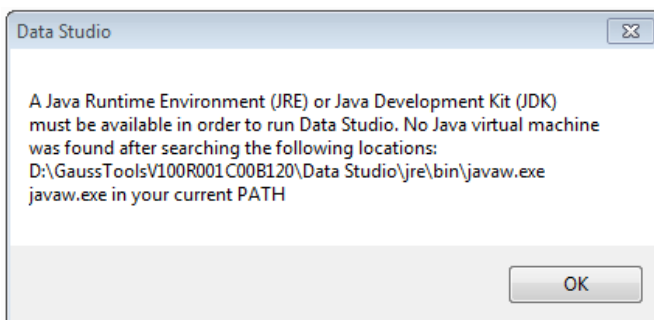 Data Studio
A Java Runtime Environment (JRE) or Java Development Kit (JDK)
must be available in order to run Data Studio. No Java virtual machine
was found after searching the following locations:
D:\GaussToolsV100R001C00B120\Data Studio\jre\bin\javaw.exe
javaw.exe in your current PATH
OK